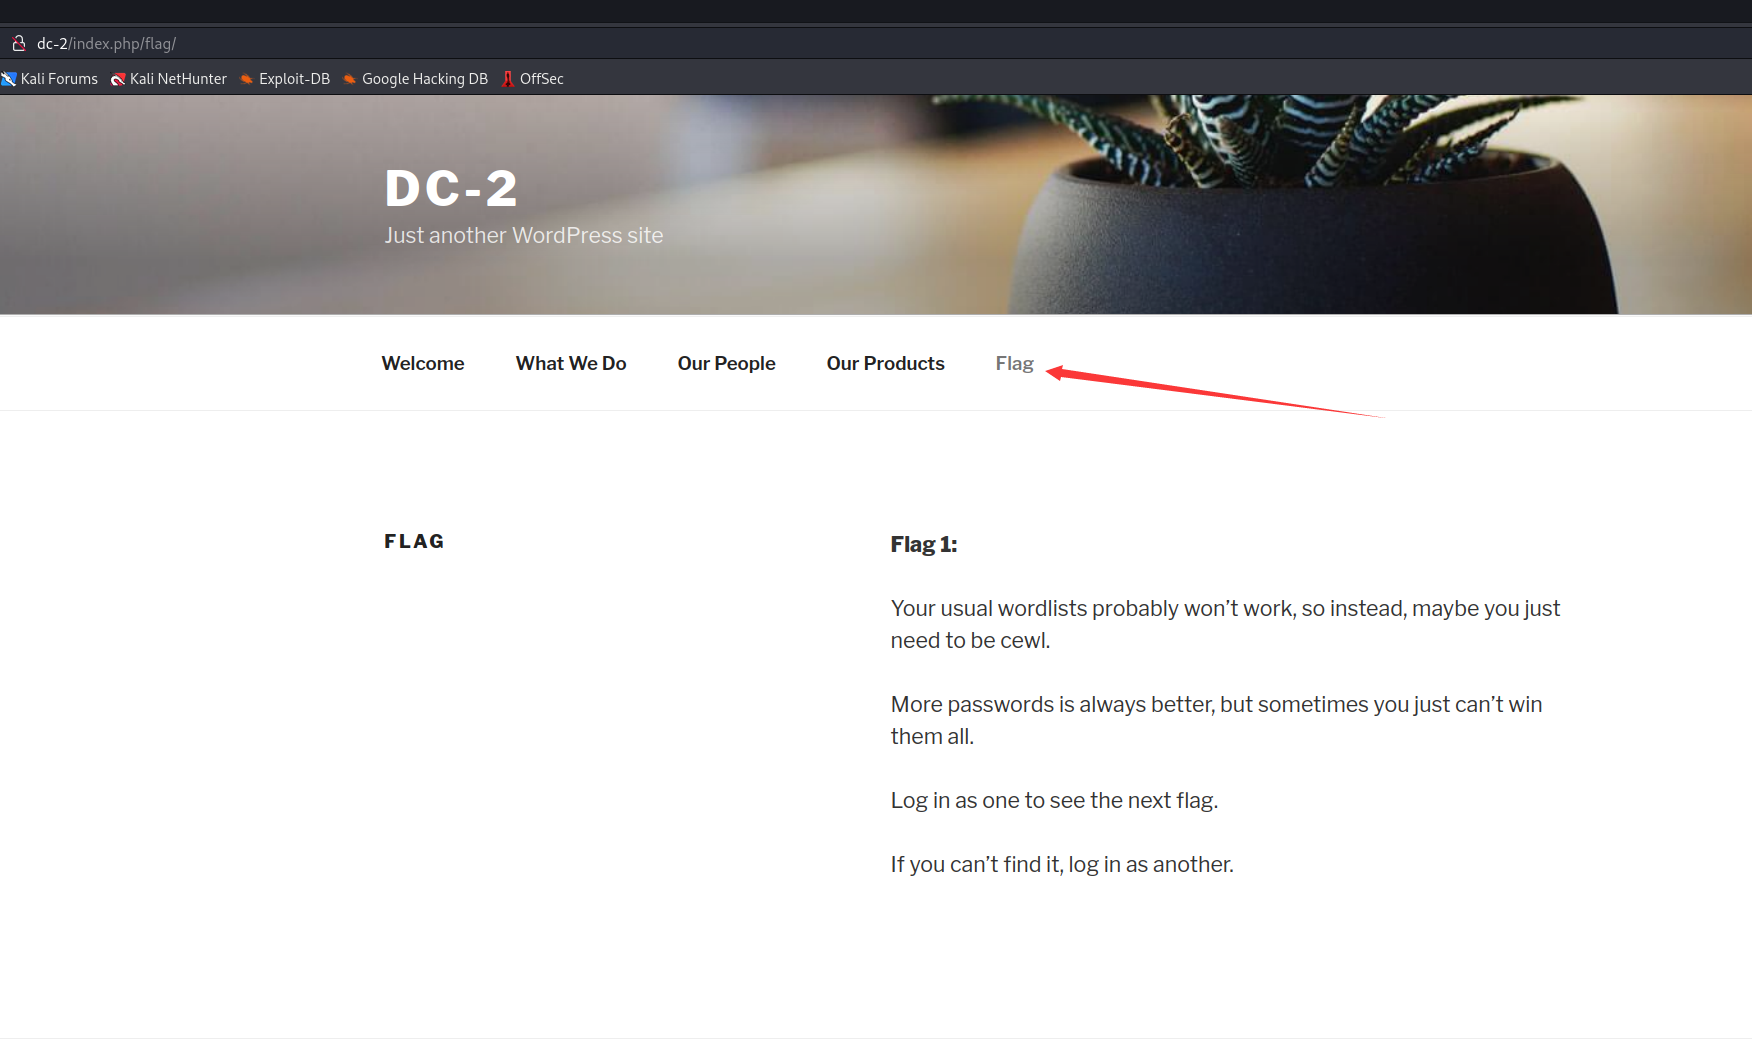 dc-2/index.php/flag/
Kali Forums Kali NetHunter Exploit-DB Google Hacking DB OffSec
DC-2
Just another WordPress site
Welcome What We Do Our People Our Products Flag
FLAG
Flag 1:
Your usual wordlists probably won’t work, so instead, maybe you just
need to be cewl.
More passwords is always better, but sometimes you just can’t win
them all.
Log in as one to see the next flag.
If you can’t find it, log in as another.